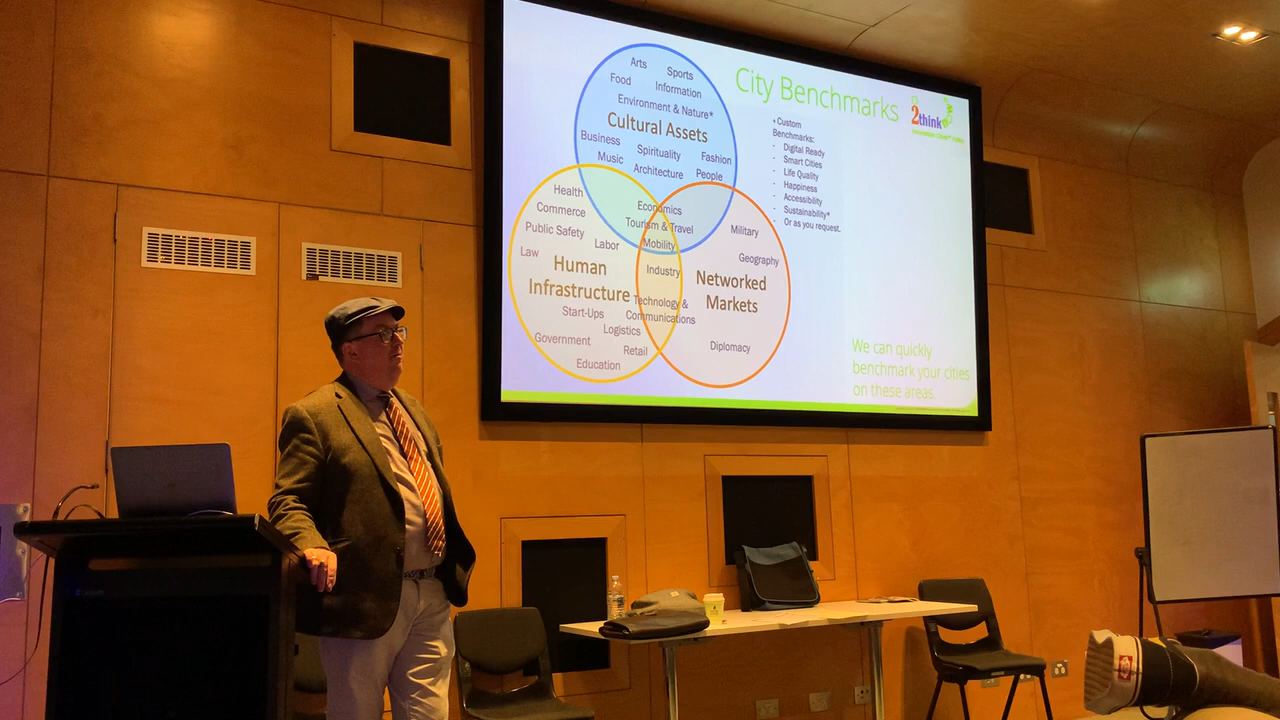 City Benchmarks
2think
Arts
Sports
Food
Information
Environment & Nature*
Cultural Assets
Business
Spirituality
Fashion
Music
Architecture
People
Health
Economics
Commerce
Tourism & Travel
Public Safety
Labor
Mobility
Military
Law
Geography
Human
Infrastructure
Industry
Networked
Markets
Technology &
Communications
Start-Ups
Logistics
Government
Retail
Diplomacy
Education
* Custom
Benchmarks:
- Digital Ready
- Smart Cities
- Life Quality
- Happiness
- Accessibility
- Sustainability*
- Or as you request.
We can quickly
benchmark your cities
on these areas.